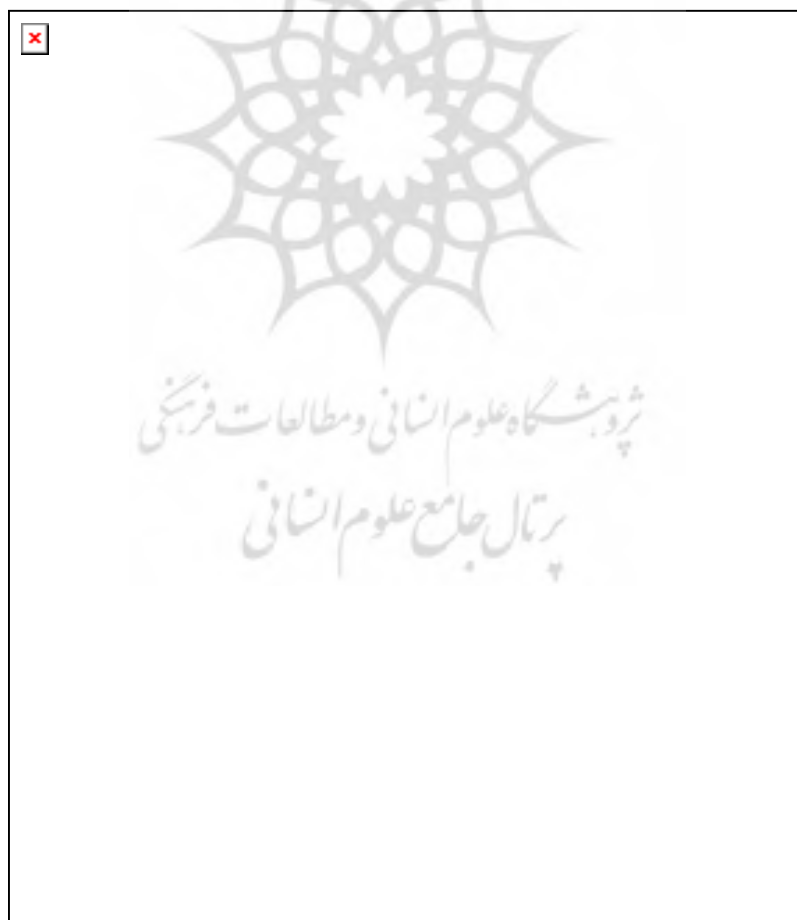 پژوهشگاه علوم انسانی و مطالعات فرهنگی
پرتال جامع علوم انسانی